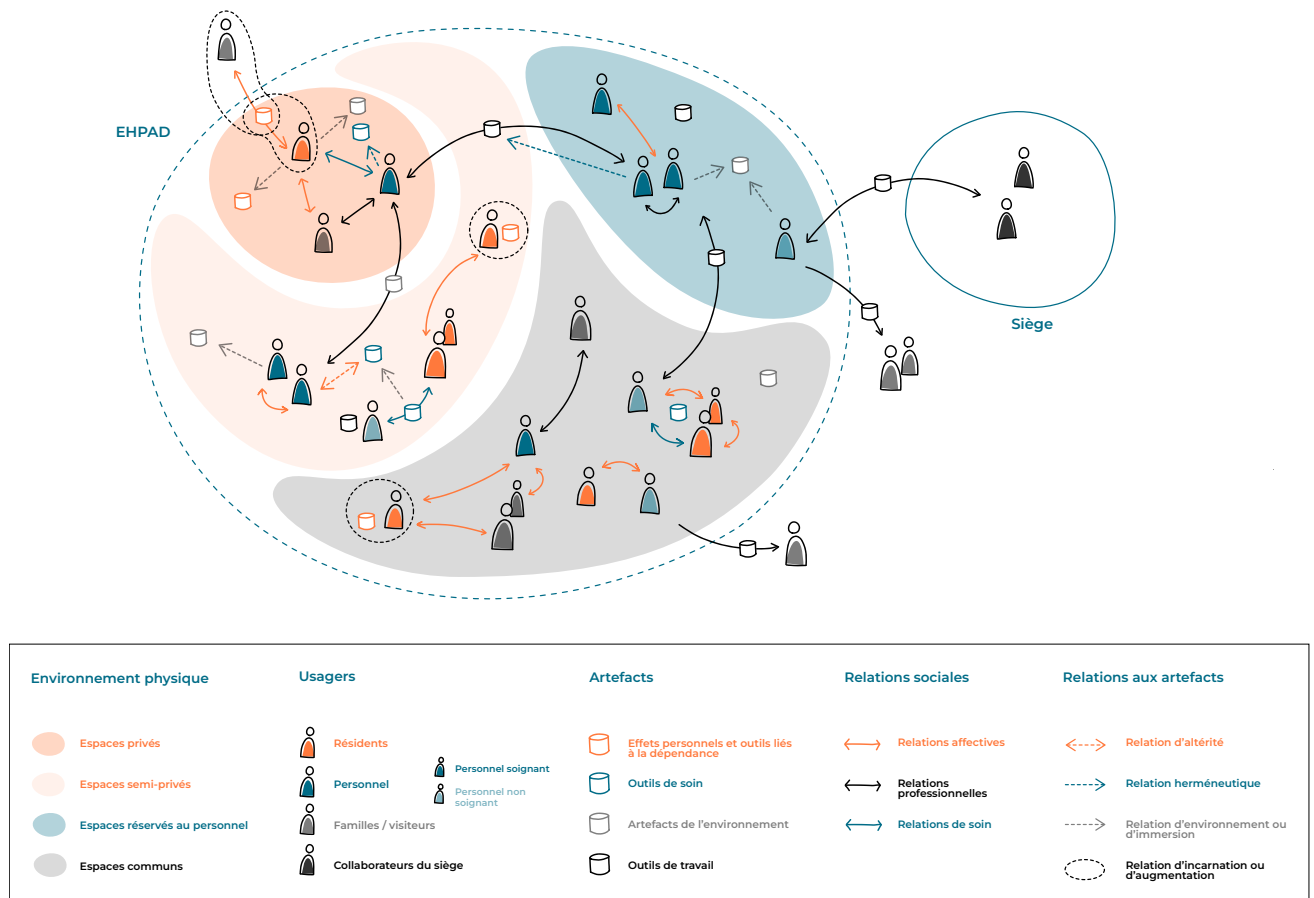 EHPAD
Siège
Environnement physique
Espaces privés
Espaces semi-privés
Espaces réservés au personnel
Espaces communs
Usagers
Résidents
Personnel
Personnel soignant
Personnel non
soignant
Familles / visiteurs
Collaborateurs du siège
Artefacts
Effets personnels et outils liés
à la dépendance
Outils de soin
Artefacts de l'environnement
Outils de travail
Relations sociales
Relations affectives
Relations
professionnelles
Relations de soin
Relations aux artefacts
Relation d'altérité
Relation herméneutique
Relation d'environnement ou
d'immersion
Relation d'incarnation ou
d'augmentation